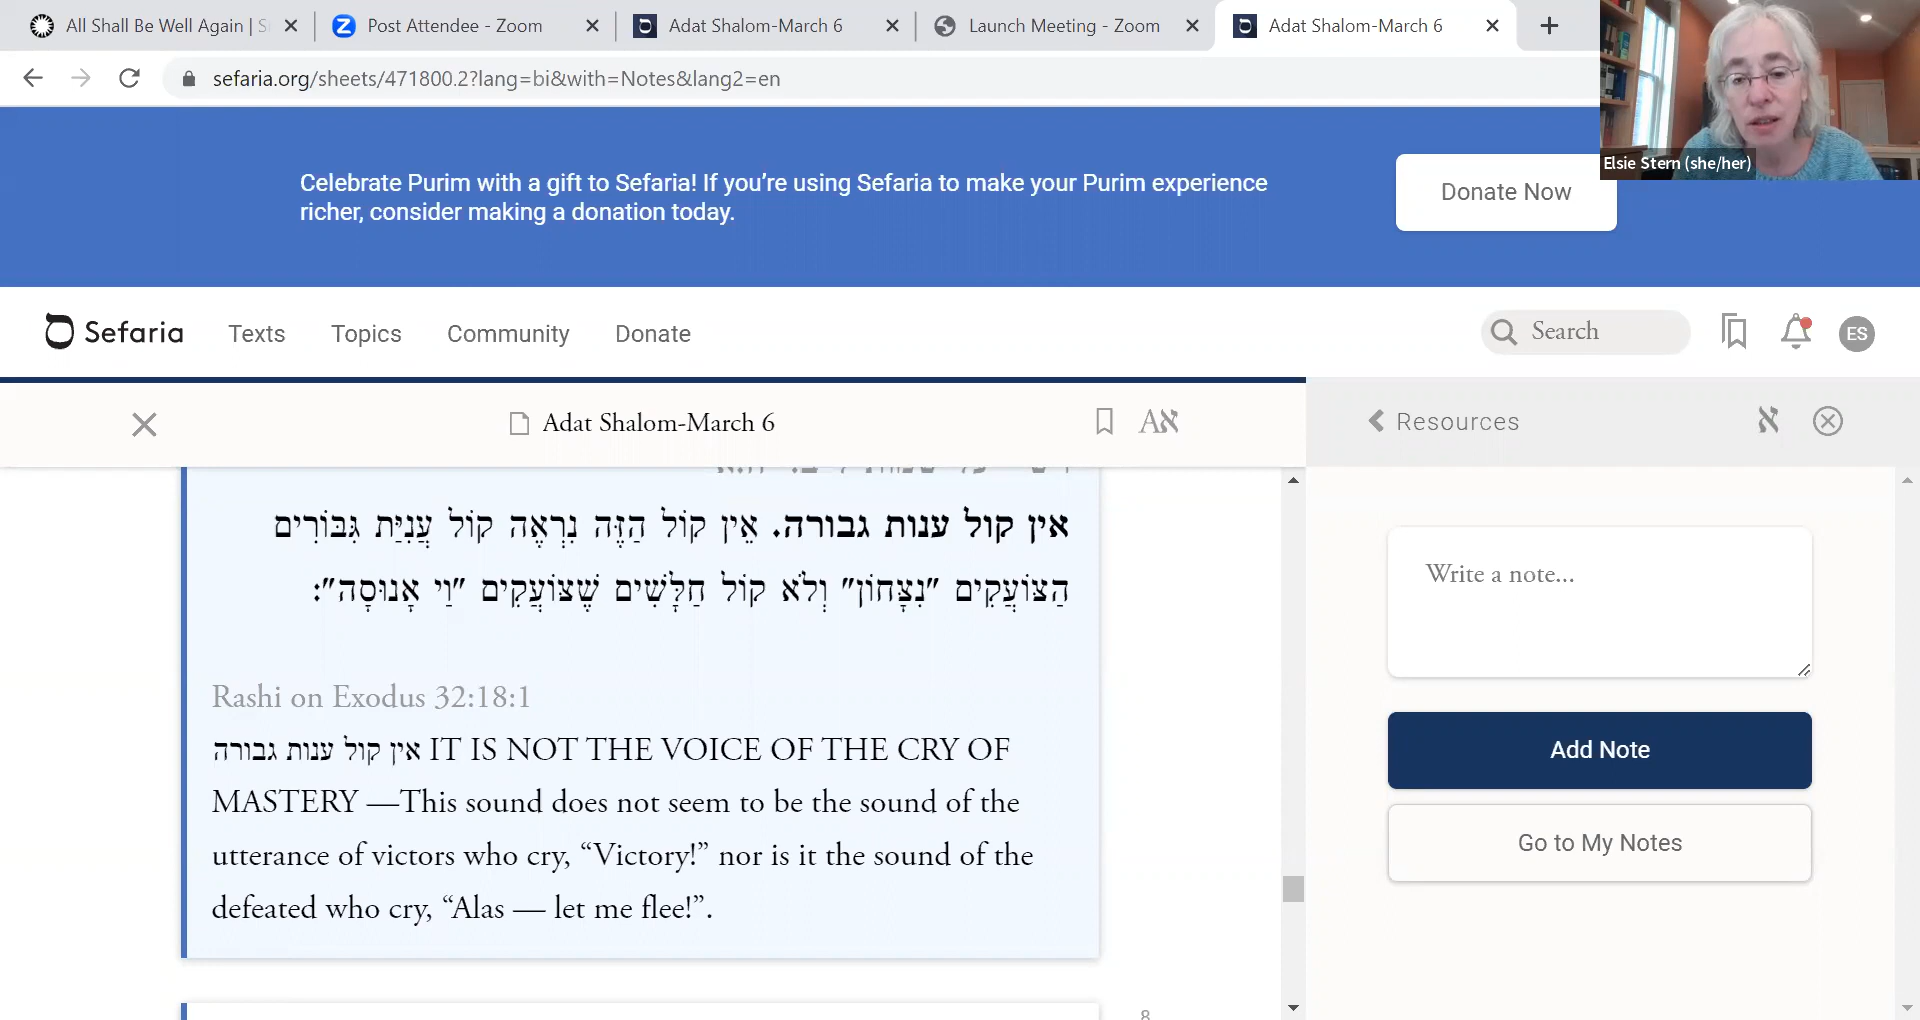 All Shall Be Well Again |
Post Attendee - Zoom
Adat Shalom-March 6
Launch Meeting - Zoom
Adat Shalom-March 6
sefaria.org/sheets/471800.2?lang=bi&with=Notes&lang2=en
Elsie Stern (she/her)
Celebrate Purim with a gift to Sefaria! If you’re using Sefaria to make your Purim experience
richer, consider making a donation today.
Donate Now
Sefaria
Texts
Topics
Community
Donate
Search
ES
Adat Shalom-March 6
Aא
Resources
א
אין קול ענות גבורה. אֵין קוֹל הַזֶּה נִרְאֶה קוֹל עֲנִיַּת גִּבּוֹרִים
הַצּוֹעֲקִים "נִצָּחוֹן" וְלֹא קוֹל חַלָּשִׁים שֶׁצּוֹעֲקִים "וַי אָנוּסָה":
Rashi on Exodus 32:18:1
אין קול ענות גבורה IT IS NOT THE VOICE OF THE CRY OF
MASTERY —This sound does not seem to be the sound of the
utterance of victors who cry, “Victory!” nor is it the sound of the
defeated who cry, “Alas — let me flee!”.
8
Write a note...
Add Note
Go to My Notes